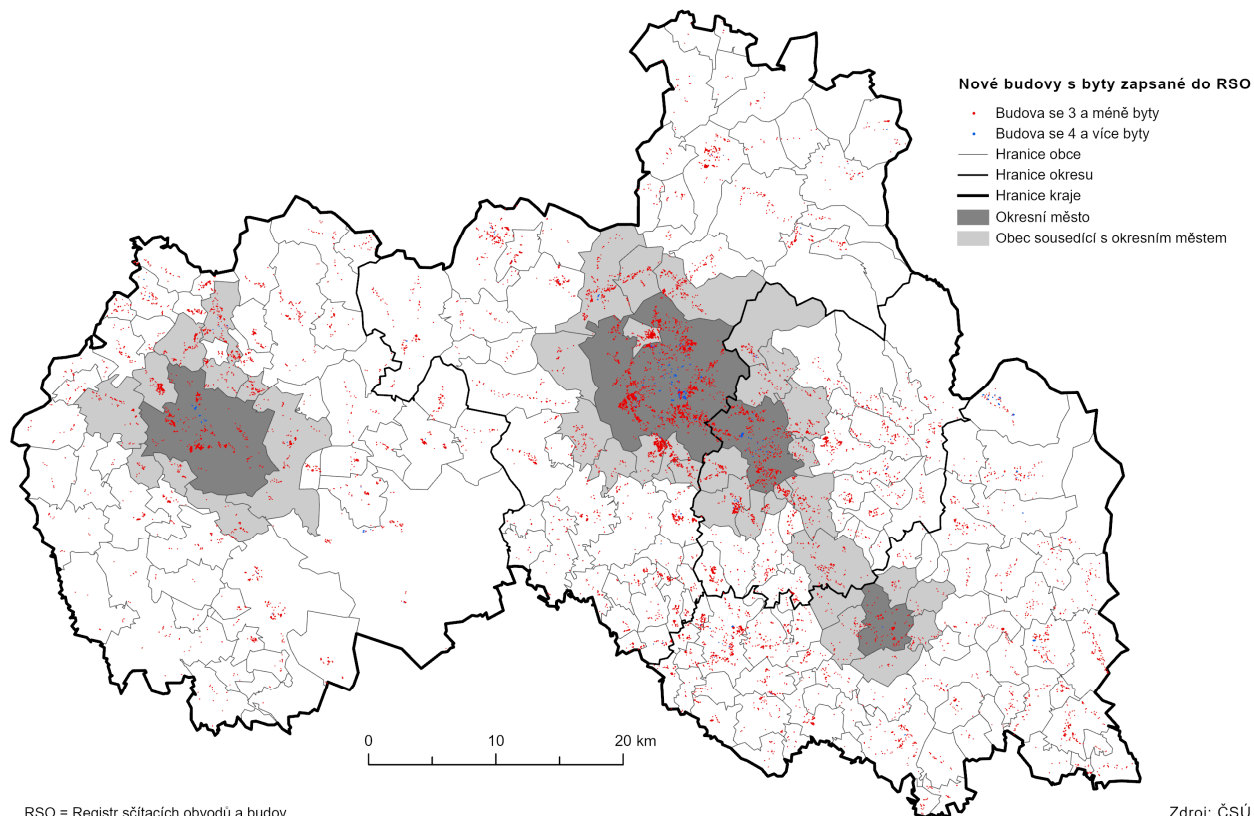 Nové budovy s byty zapsané do RSO
Budova se 3 a méně byty
Budova se 4 a více byty
Hranice obce
Hranice okresu
Hranice kraje
Okresní město
Obec sousedící s okresním městem
0 10 20 km
RSO = Registr sčítacích obvodů a budov
Zdroj: ČSÚ